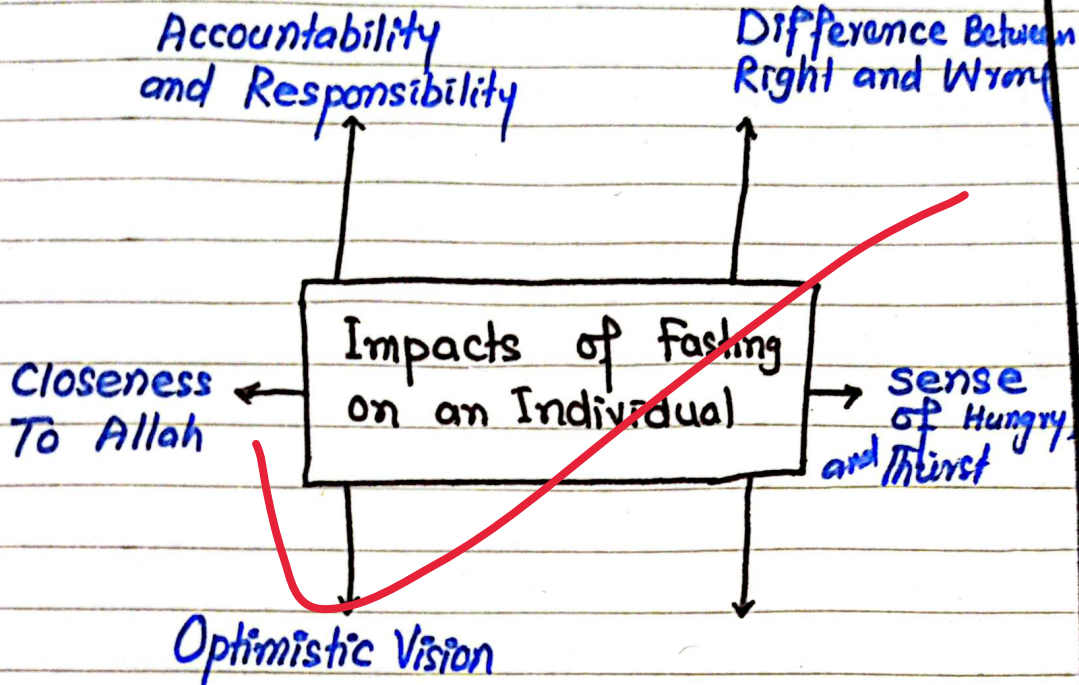 Accountability
and Responsibility
Difference Between
Right and Wrong
Impacts of Fasting
on an Individual
Closeness
To Allah
sense
of Hungry
and Thirst
Optimistic Vision